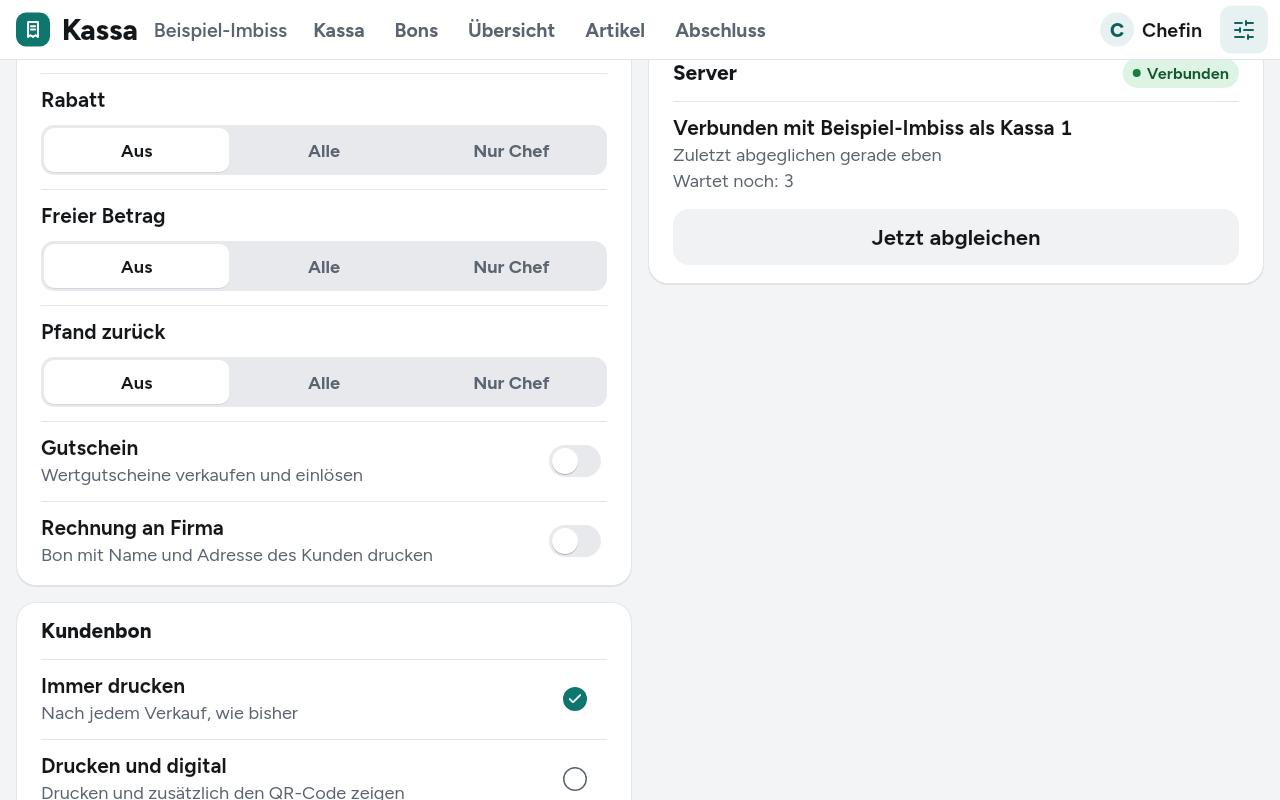 Kassa Beispiel-Imbiss Kassa Bons Übersicht Artikel Abschluss C Chefin
Rabatt
Aus Alle Nur Chef
Freier Betrag
Aus Alle Nur Chef
Pfand zurück
Aus Alle Nur Chef
Gutschein
Wertgutscheine verkaufen und einlösen
Rechnung an Firma
Bon mit Name und Adresse des Kunden drucken
Kundenbon
Immer drucken
Nach jedem Verkauf, wie bisher
Drucken und digital
Drucken und zusätzlich den QR-Code zeigen
Server Verbunden
Verbunden mit Beispiel-Imbiss als Kassa 1
Zuletzt abgeglichen gerade eben
Wartet noch: 3
Jetzt abgleichen